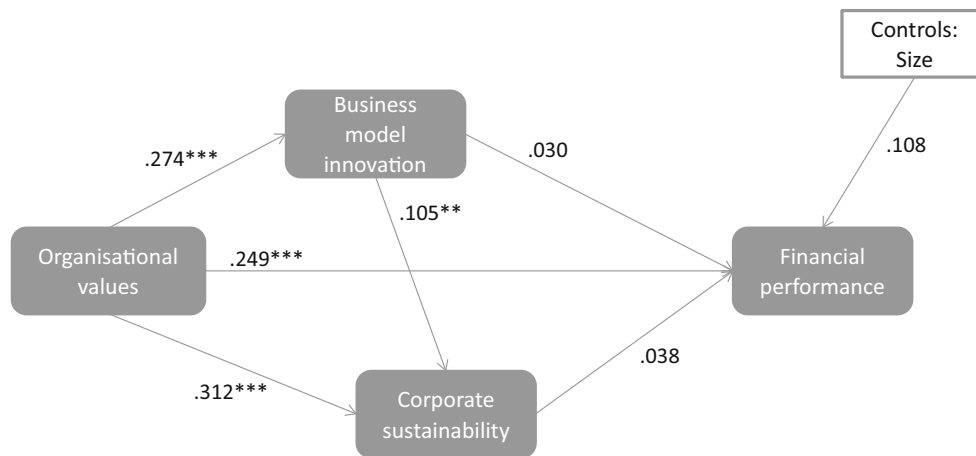 Controls:
Size
Business
model
innovation
.274***
.030
.108
.105**
Organisational
values
.249***
Financial
performance
.312***
.038
Corporate
sustainability